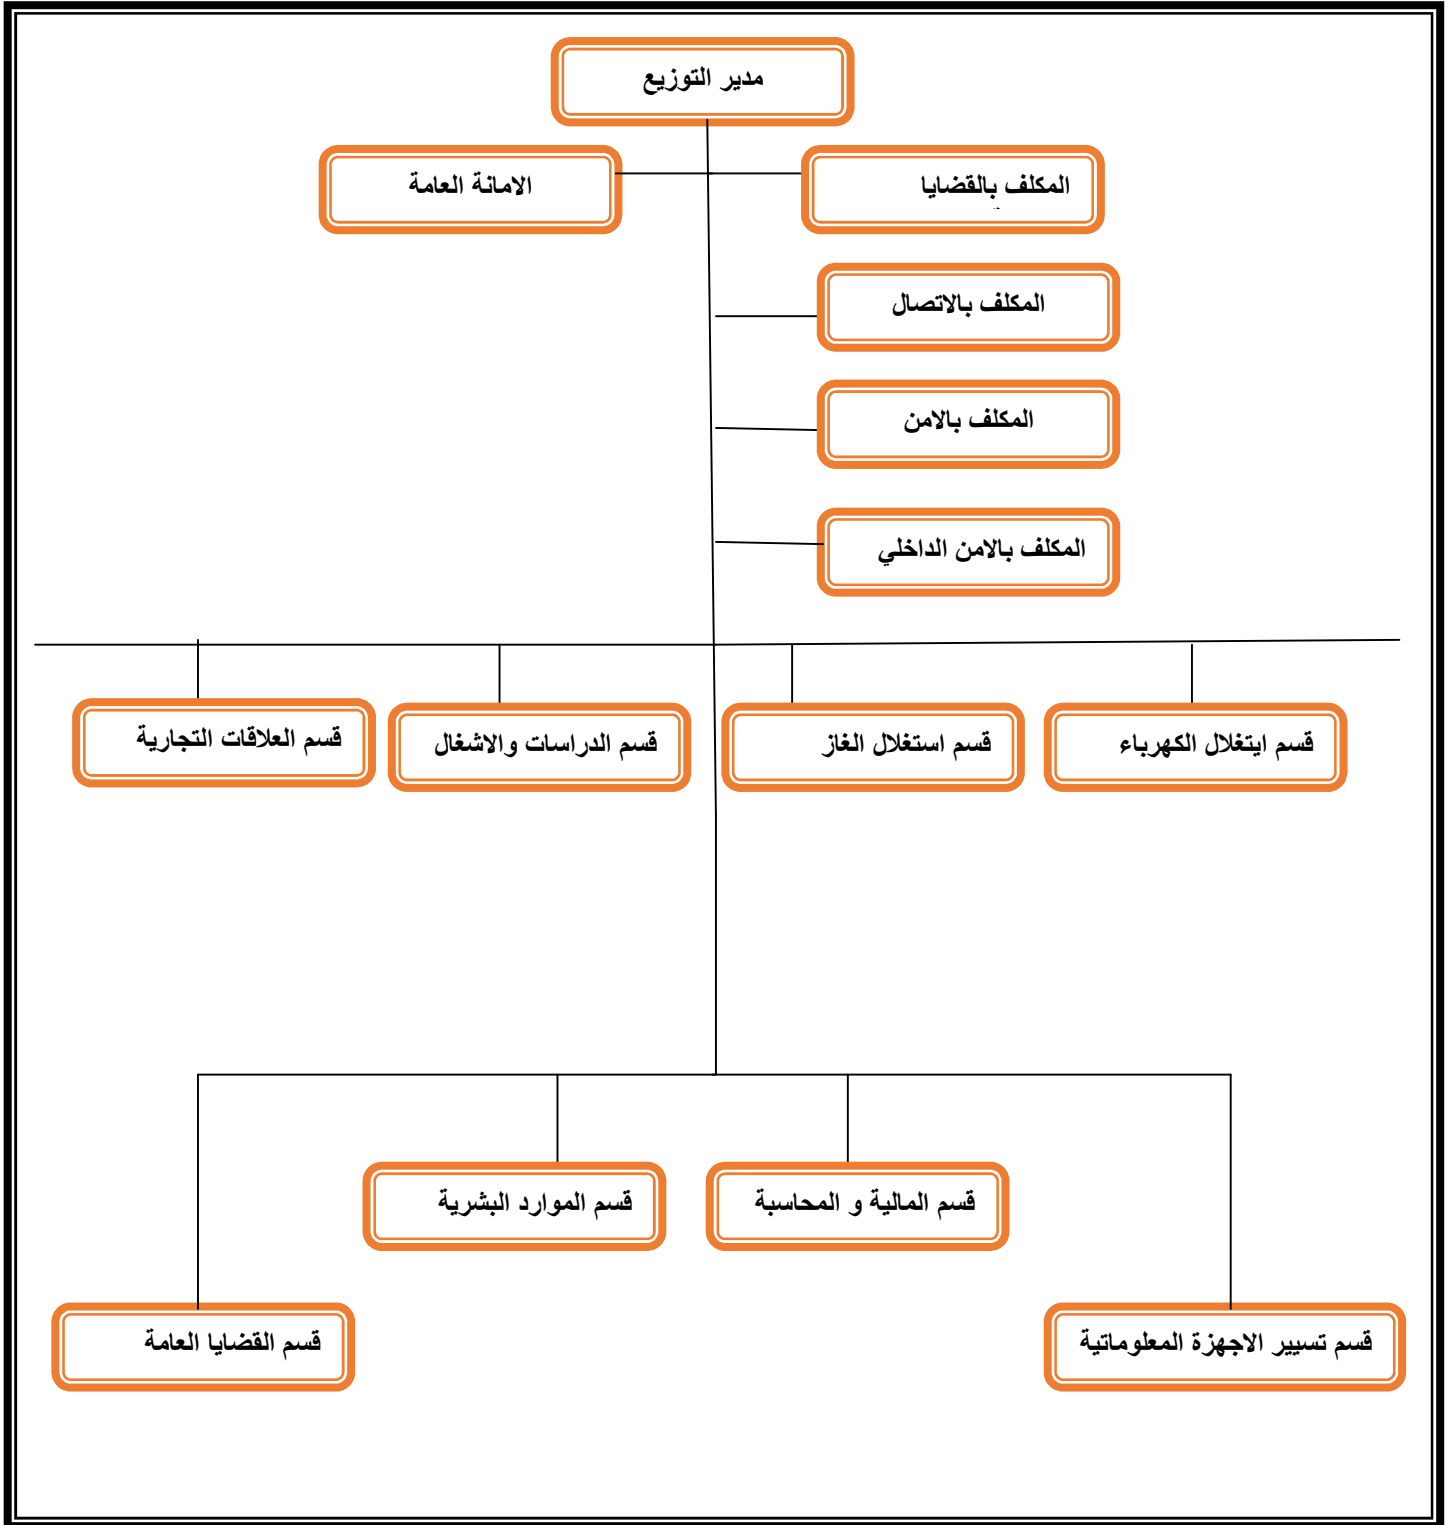 مدير التوزيع
المكلف بالقضايا
الامانة العامة
المكلف بالاتصال
المكلف بالامن
المكلف بالامن الداخلي
قسم ايتغلال الكهرباء
قسم استغلال الغاز
قسم الدراسات والاشغال
قسم العلاقات التجارية
قسم المالية و المحاسبة
قسم الموارد البشرية
قسم تسيير الاجهزة المعلوماتية
قسم القضايا العامة